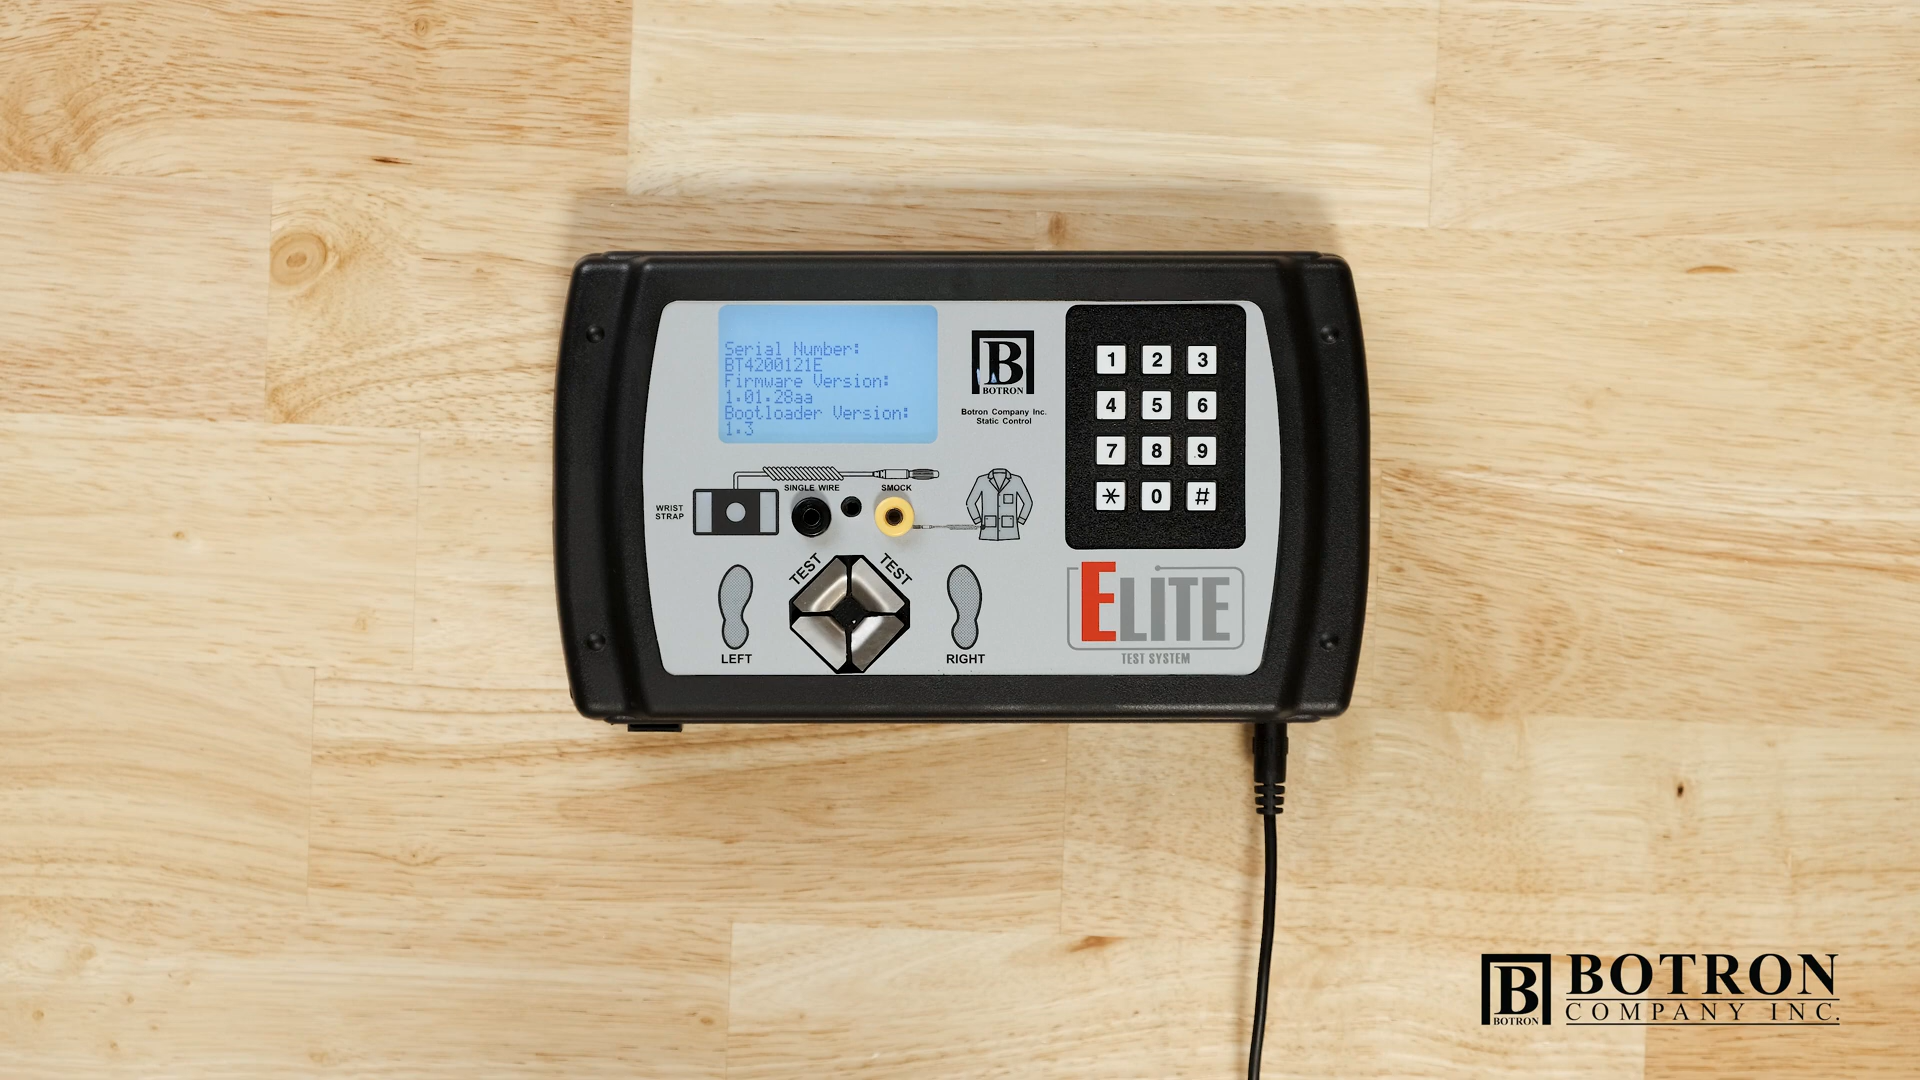 Serial Number:
BT4200121E
Firmware Version:
1.01.28aa
Bootloader Version:
1.3
B
BOTRON
Botron Company Inc.
Static Control
1 2 3
4 5 6
7 8 9
* 0 #
SINGLE WIRE
SMOCK
WRIST
STRAP
TEST
TEST
LEFT
RIGHT
ELITE
TEST SYSTEM
B
BOTRON
BOTRON
COMPANY INC.